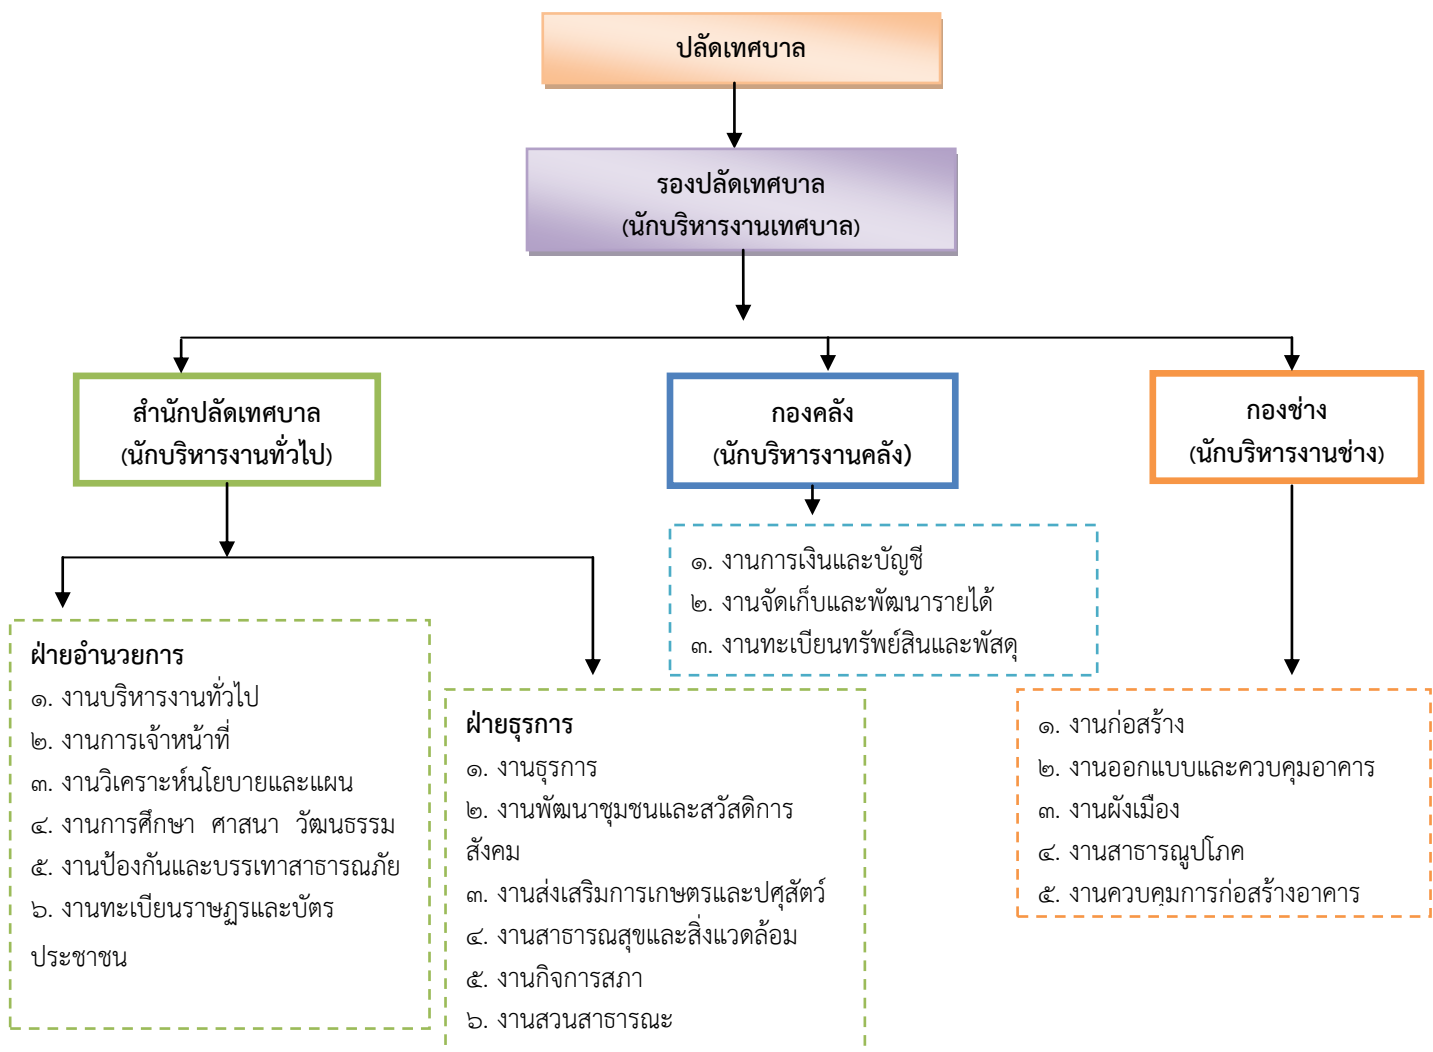 ปลัดเทศบาล
รองปลัดเทศบาล
(นักบริหารงานเทศบาล)
สำนักปลัดเทศบาล
(นักบริหารงานทั่วไป)
กองคลัง
(นักบริหารงานคลัง)
กองช่าง
(นักบริหารงานช่าง)
ฝ่ายอำนวยการ
๑. งานบริหารงานทั่วไป
๒. งานการเจ้าหน้าที่
๓. งานวิเคราะห์นโยบายและแผน
๔. งานการศึกษา ศาสนา วัฒนธรรม
๕. งานป้องกันและบรรเทาสาธารณภัย
๖. งานทะเบียนราษฎรและบัตร
ประชาชน
ฝ่ายธุรการ
๑. งานธุรการ
๒. งานพัฒนาชุมชนและสวัสดิการ
สังคม
๓. งานส่งเสริมการเกษตรและปศุสัตว์
๔. งานสาธารณสุขและสิ่งแวดล้อม
๕. งานกิจการสภา
๖. งานสวนสาธารณะ
๑. งานการเงินและบัญชี
๒. งานจัดเก็บและพัฒนารายได้
๓. งานทะเบียนทรัพย์สินและพัสดุ
๑. งานก่อสร้าง
๒. งานออกแบบและควบคุมอาคาร
๓. งานผังเมือง
๔. งานสาธารณูปโภค
๕. งานควบคุมการก่อสร้างอาคาร